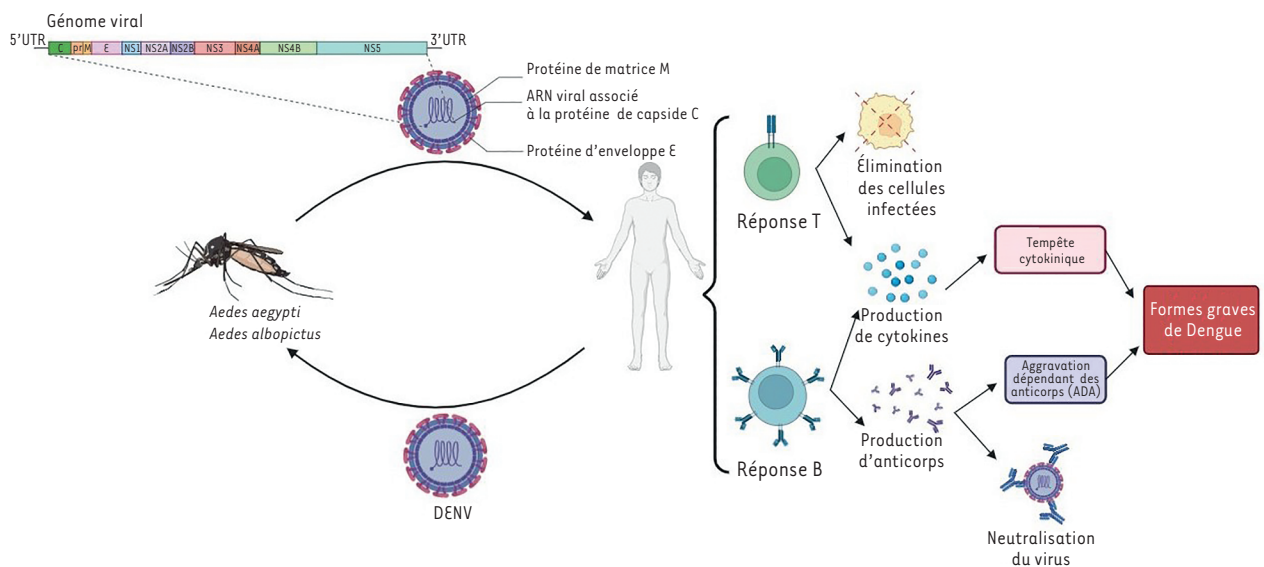 Génome viral
5'UTR
C
pr
M
E
NS1
NS2A
NS2B
NS3
NS4A
NS4B
NS5
3'UTR
Protéine de matrice M
ARN viral associé
à la protéine de capside C
Protéine d'enveloppe E
Aedes aegypti
Aedes albopictus
DENV
Réponse T
Élimination
des cellules
infectées
Production
de cytokines
Tempête
cytokinique
Formes graves
de Dengue
Réponse B
Production
d'anticorps
Aggravation
dépendant des
anticorps (ADA)
Neutralisation
du virus